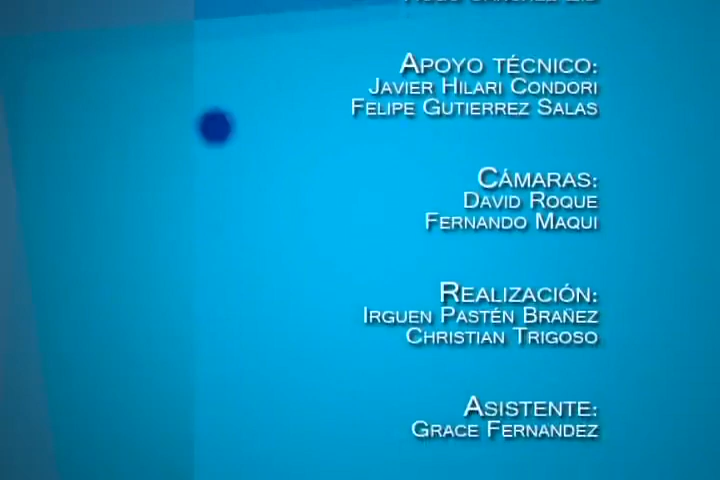 APOYO TÉCNICO:
JAVIER HILARI CONDORI
FELIPE GUTIERREZ SALAS
CÁMARAS:
DAVID ROQUE
FERNANDO MAQUI
REALIZACIÓN:
IRGUEN PASTÉN BRAÑEZ
CHRISTIAN TRIGOSO
ASISTENTE:
GRACE FERNANDEZ